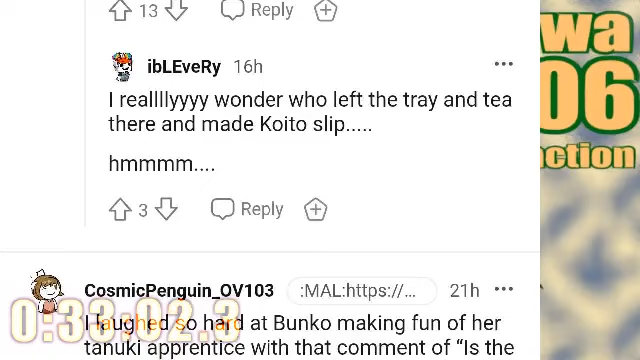 13 Reply
wa
ibLEveRy 16h
06
I reallllyyyy wonder who left the tray and tea
there and made Koito slip.....
ction
hmmmm....
3 Reply
CosmicPenguin_OV103 :MAL:https://... 21h
0:33:02.3
I laughed so hard at Bunko making fun of her
tanuki apprentice with that comment of “Is the